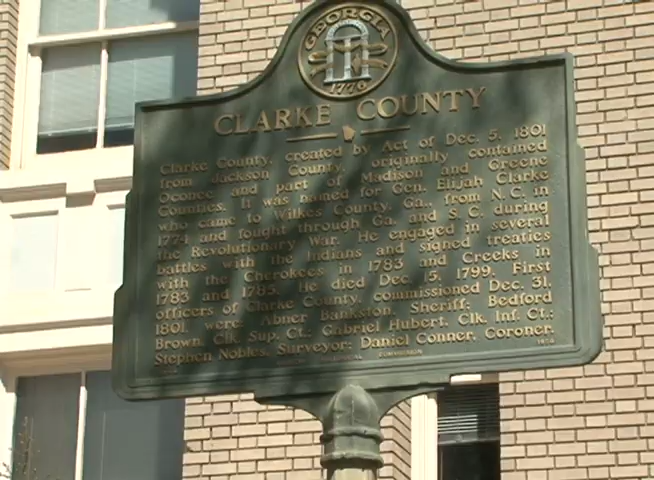 GEORGIA
1776
CLARKE COUNTY
Clarke County, created by Act of Dec. 5, 1801
from Jackson County, originally contained
Oconee and part of Madison and Greene
Counties. It was named for Gen. Elijah Clarke
who came to Wilkes County, Ga., from N. C. in
1774 and fought through Ga. and S. C. during
the Revolutionary War. He engaged in several
battles with the Indians and signed treaties
with the Cherokees in 1783 and Creeks in
1783 and 1785. He died Dec. 15, 1799. First
officers of Clarke County, commissioned Dec. 31,
1801, were: Abner Bankston, Sheriff; Bedford
Brown, Clk. Sup. Ct.; Gabriel Hubert, Clk. Inf. Ct.;
Stephen Nobles, Surveyor; Daniel Conner, Coroner.
HISTORICAL COMMISSION